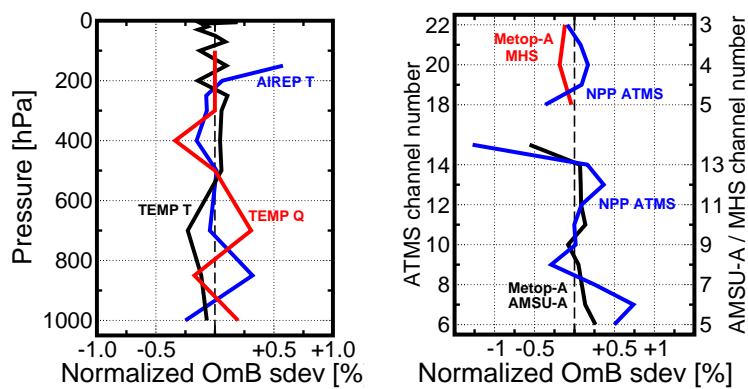 0
200
400
600
800
1000
Pressure [hPa]
AIREP T
TEMP T
TEMP Q
-1.0
-0.5
+0.5
+1.0
Normalized OmB sdev [%
22
20
18
14
12
10
8
6
ATMS channel number
Metop-A
MHS
NPP ATMS
NPP ATMS
Metop-A
AMSU-A
3
4
5
13
11
9
7
5
AMSU-A / MHS channel number
-1
-0.5
+0.5
+1
Normalized OmB sdev [%]